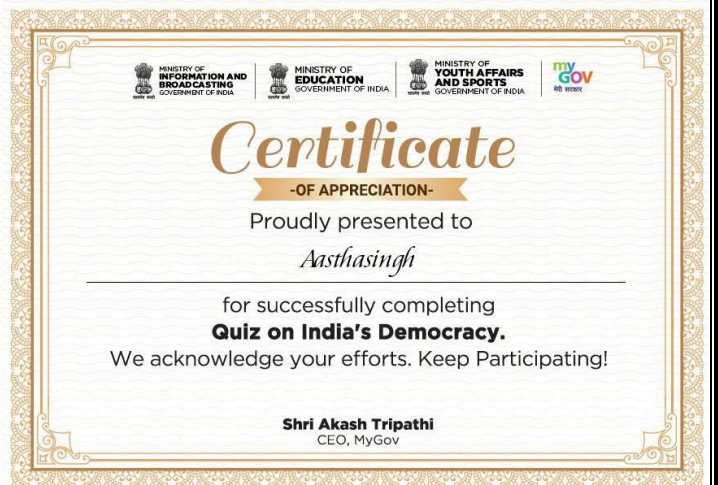 MINISTRY OF
INFORMATION AND
BROADCASTING
GOVERNMENT OF INDIA
MINISTRY OF
EDUCATION
GOVERNMENT OF INDIA
MINISTRY OF
YOUTH AFFAIRS
AND SPORTS
GOVERNMENT OF INDIA
my
GOV
मेरी सरकार
Certificate
-OF APPRECIATION-
Proudly presented to
Aasthasingh
for successfully completing
Quiz on India's Democracy.
We acknowledge your efforts. Keep Participating!
Shri Akash Tripathi
CEO, MyGov